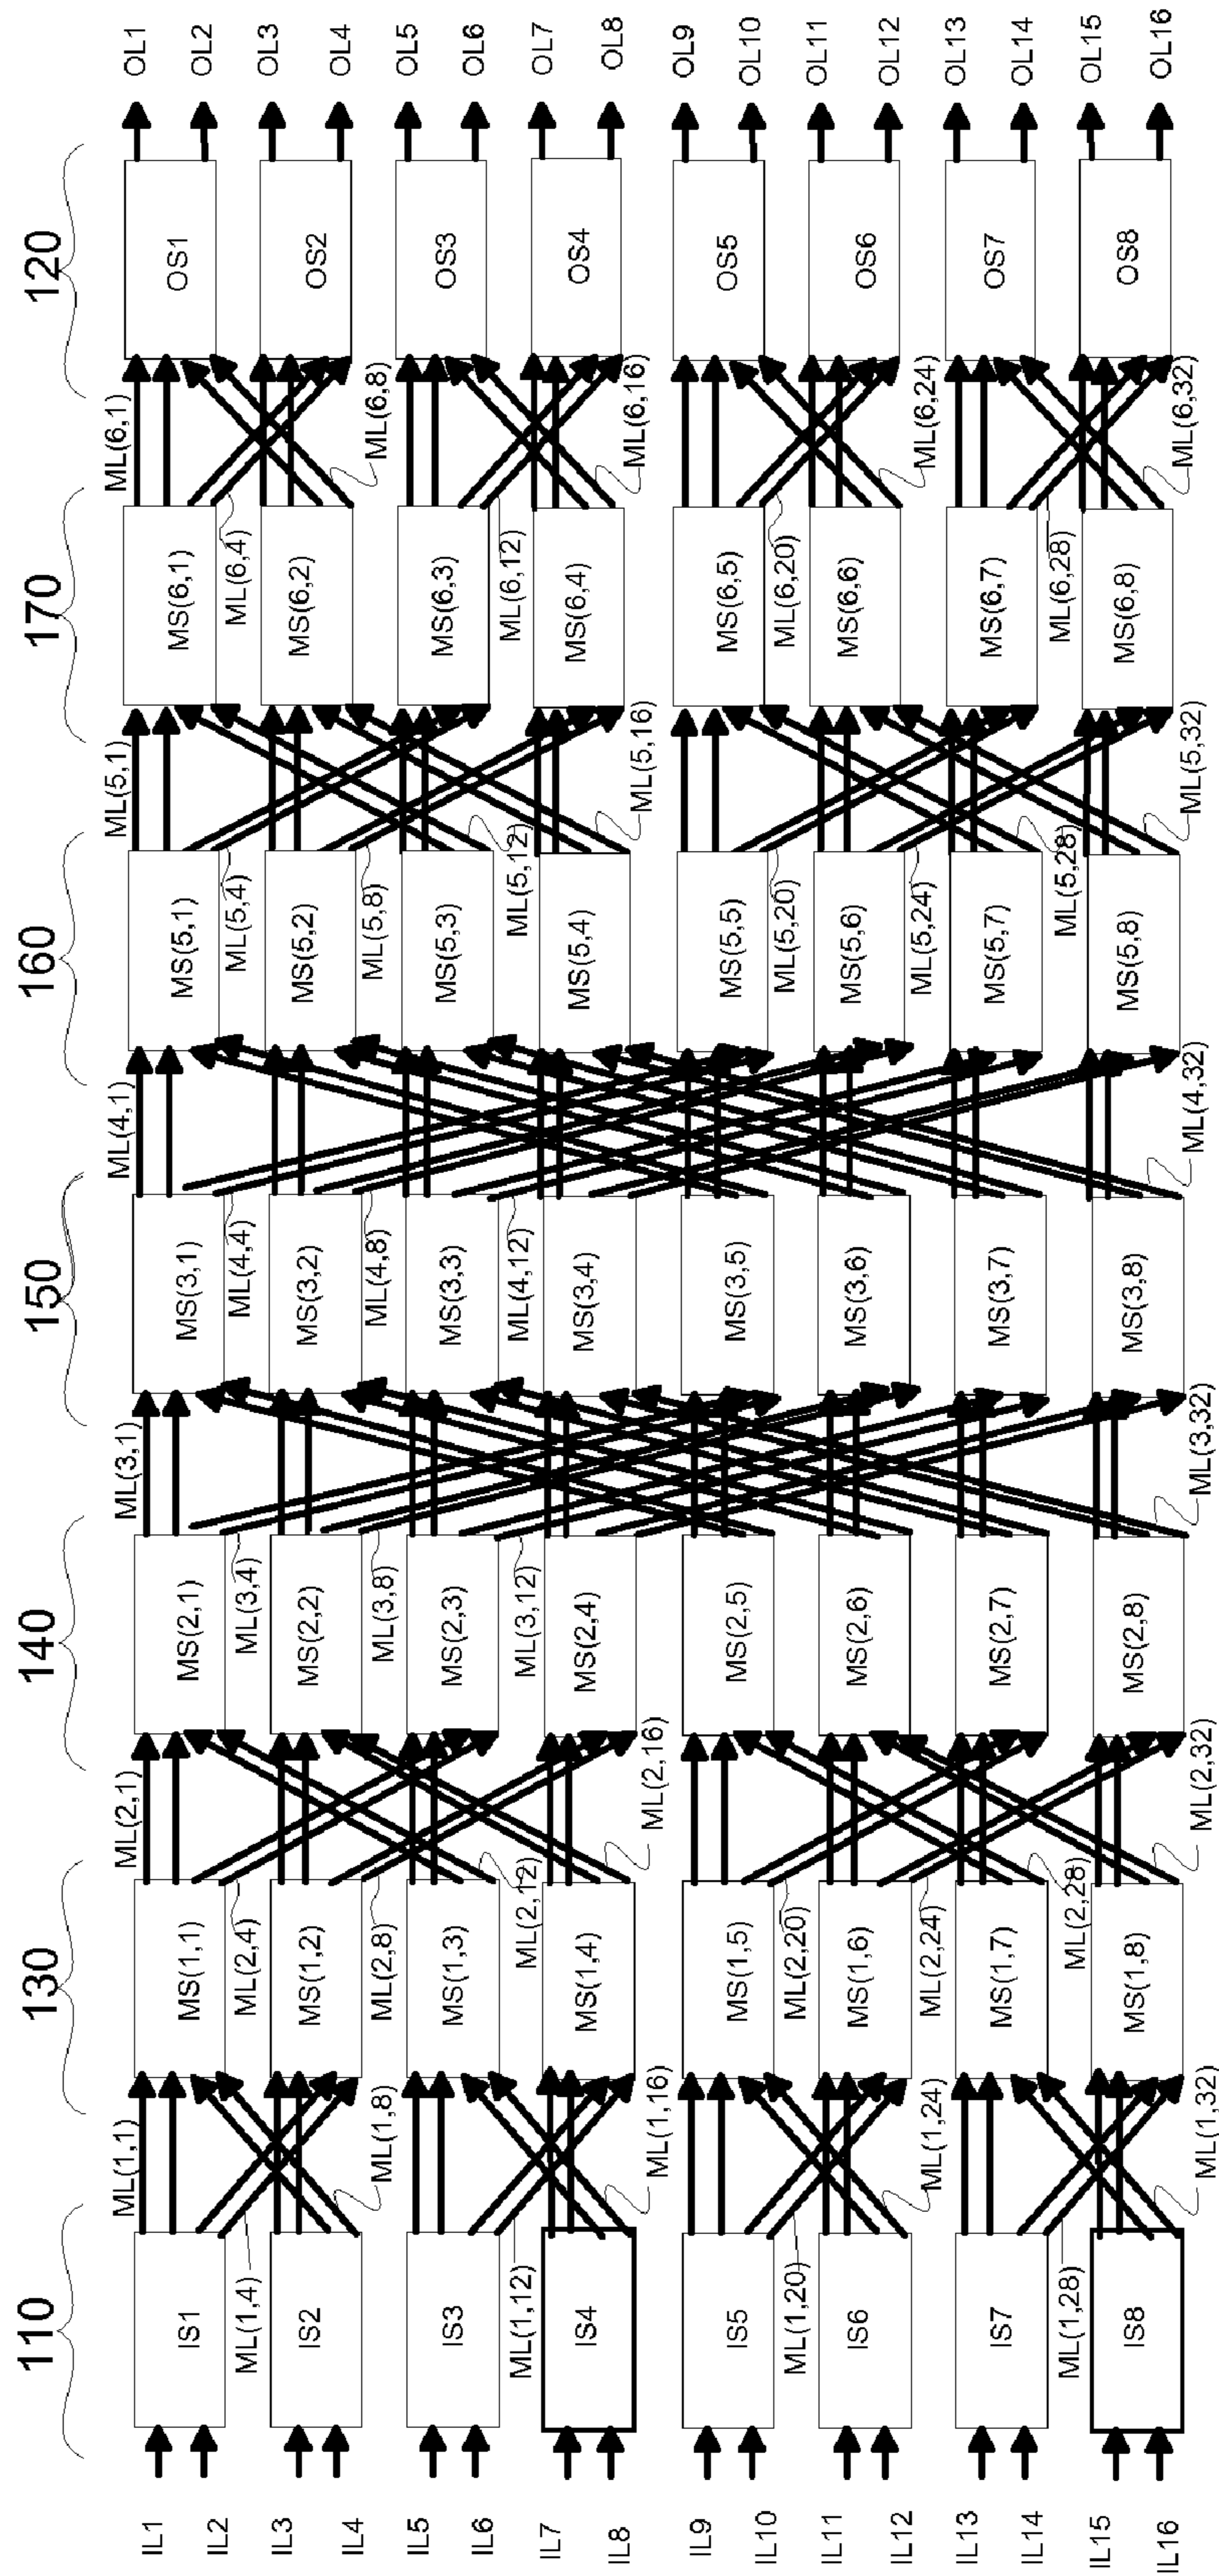 110
130
140
150
160
170
120
ML(1,1)
ML(2,1)
ML(3,1)
ML(4,1)
ML(5,1)
ML(6,1)
IL1
IL2
IS1
MS(1,1)
MS(2,1)
MS(3,1)
MS(5,1)
MS(6,1)
OS1
OL1
OL2
ML(1,4)
ML(2,4)
ML(3,4)
ML(4,4)
ML(5,4)
ML(6,4)
IL3
IL4
IS2
MS(1,2)
MS(2,2)
MS(3,2)
MS(5,2)
MS(6,2)
OS2
OL3
OL4
ML(1,8)
ML(2,8)
ML(3,8)
ML(4,8)
ML(5,8)
ML(6,8)
IL5
IL6
IS3
MS(1,3)
MS(2,3)
MS(3,3)
MS(5,3)
MS(6,3)
OS3
OL5
OL6
ML(1,12)
ML(2,12)
ML(3,12)
ML(4,12)
ML(5,12)
ML(6,12)
IL7
IL8
IS4
MS(1,4)
MS(2,4)
MS(3,4)
MS(5,4)
MS(6,4)
OS4
OL7
OL8
ML(1,16)
ML(2,16)
ML(5,16)
ML(6,16)
IL9
IL10
IS5
MS(1,5)
MS(2,5)
MS(3,5)
MS(5,5)
MS(6,5)
OS5
OL9
OL10
ML(1,20)
ML(2,20)
ML(5,20)
ML(6,20)
IL11
IL12
IS6
MS(1,6)
MS(2,6)
MS(3,6)
MS(5,6)
MS(6,6)
OS6
OL11
OL12
ML(1,24)
ML(2,24)
ML(5,24)
ML(6,24)
IL13
IL14
IS7
MS(1,7)
MS(2,7)
MS(3,7)
MS(5,7)
MS(6,7)
OS7
OL13
OL14
ML(1,28)
ML(2,28)
ML(5,28)
ML(6,28)
IL15
IL16
IS8
MS(1,8)
MS(2,8)
MS(3,8)
MS(5,8)
MS(6,8)
OS8
OL15
OL16
ML(1,32)
ML(2,32)
ML(3,32)
ML(4,32)
ML(5,32)
ML(6,32)